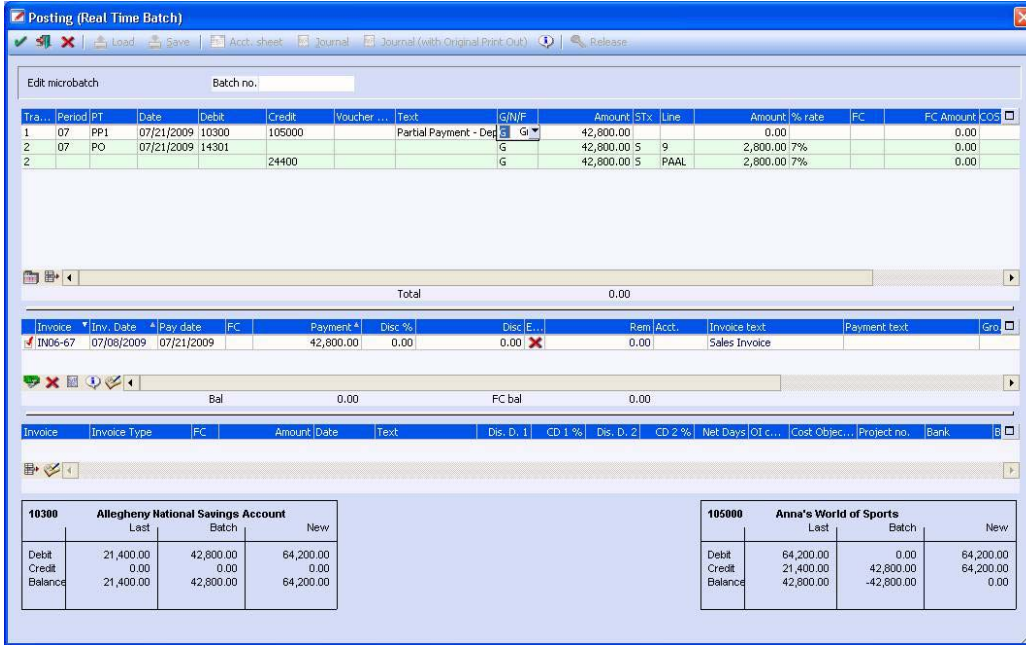 Posting (Real Time Batch)
Load Save Acct. sheet Journal Journal (with Original Print Out) Release
Edit microbatch Batch no.
Tra... Period PT Date Debit Credit Voucher ... Text G/N/F Amount STx Line Amount % rate FC FC Amount COS
1 07 PP1 07/21/2009 10300 105000 Partial Payment - Dep G 42,800.00 0.00 0.00
2 07 PO 07/21/2009 14301 G 42,800.00 S 9 2,800.00 7% 0.00
2 24400 G 42,800.00 S PAAL 2,800.00 7% 0.00
Total 0.00
Invoice Inv. Date Pay date FC Payment Disc % Disc E... Rem Acct. Invoice text Payment text Gro.
IN06-67 07/08/2009 07/21/2009 42,800.00 0.00 0.00 0.00 Sales Invoice
Bal 0.00 FC bal 0.00
Invoice Invoice Type FC Amount Date Text Dis. D. 1 CD 1 % Dis. D. 2 CD 2 % Net Days OI c... Cost Objec... Project no. Bank B
10300 Allegheny National Savings Account
Last Batch New
Debit 21,400.00 42,800.00 64,200.00
Credit 0.00 0.00 0.00
Balance 21,400.00 42,800.00 64,200.00
105000 Anna's World of Sports
Last Batch New
Debit 64,200.00 0.00 64,200.00
Credit 21,400.00 42,800.00 64,200.00
Balance 42,800.00 -42,800.00 0.00